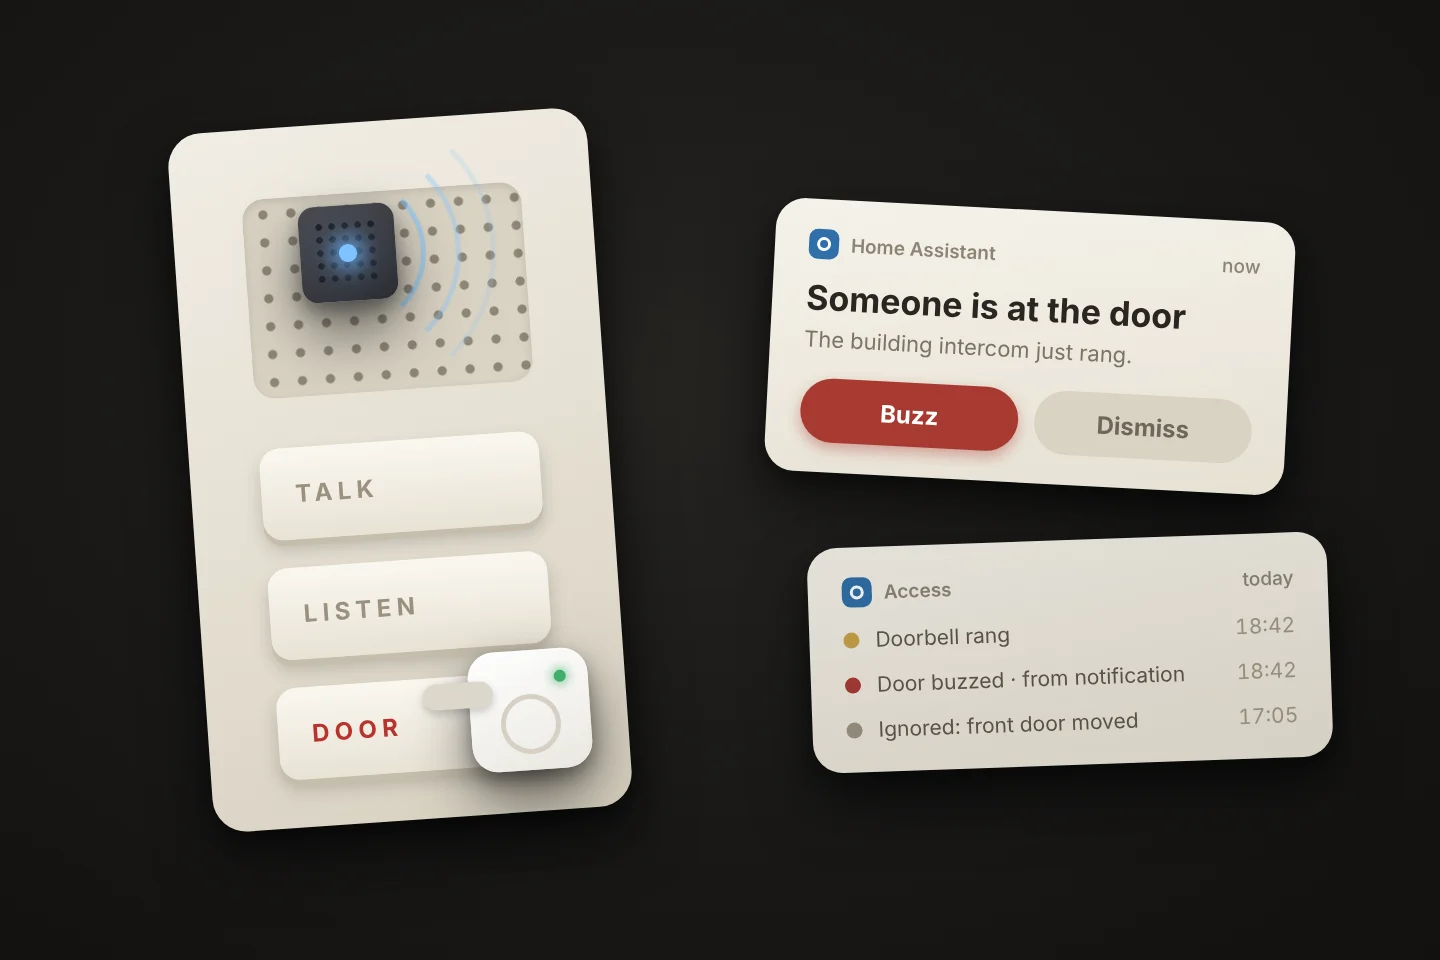 TALK
LISTEN
DOOR
Home Assistant
now
Someone is at the door
The building intercom just rang.
Buzz
Dismiss
Access
today
Doorbell rang
18:42
Door buzzed · from notification
18:42
Ignored: front door moved
17:05